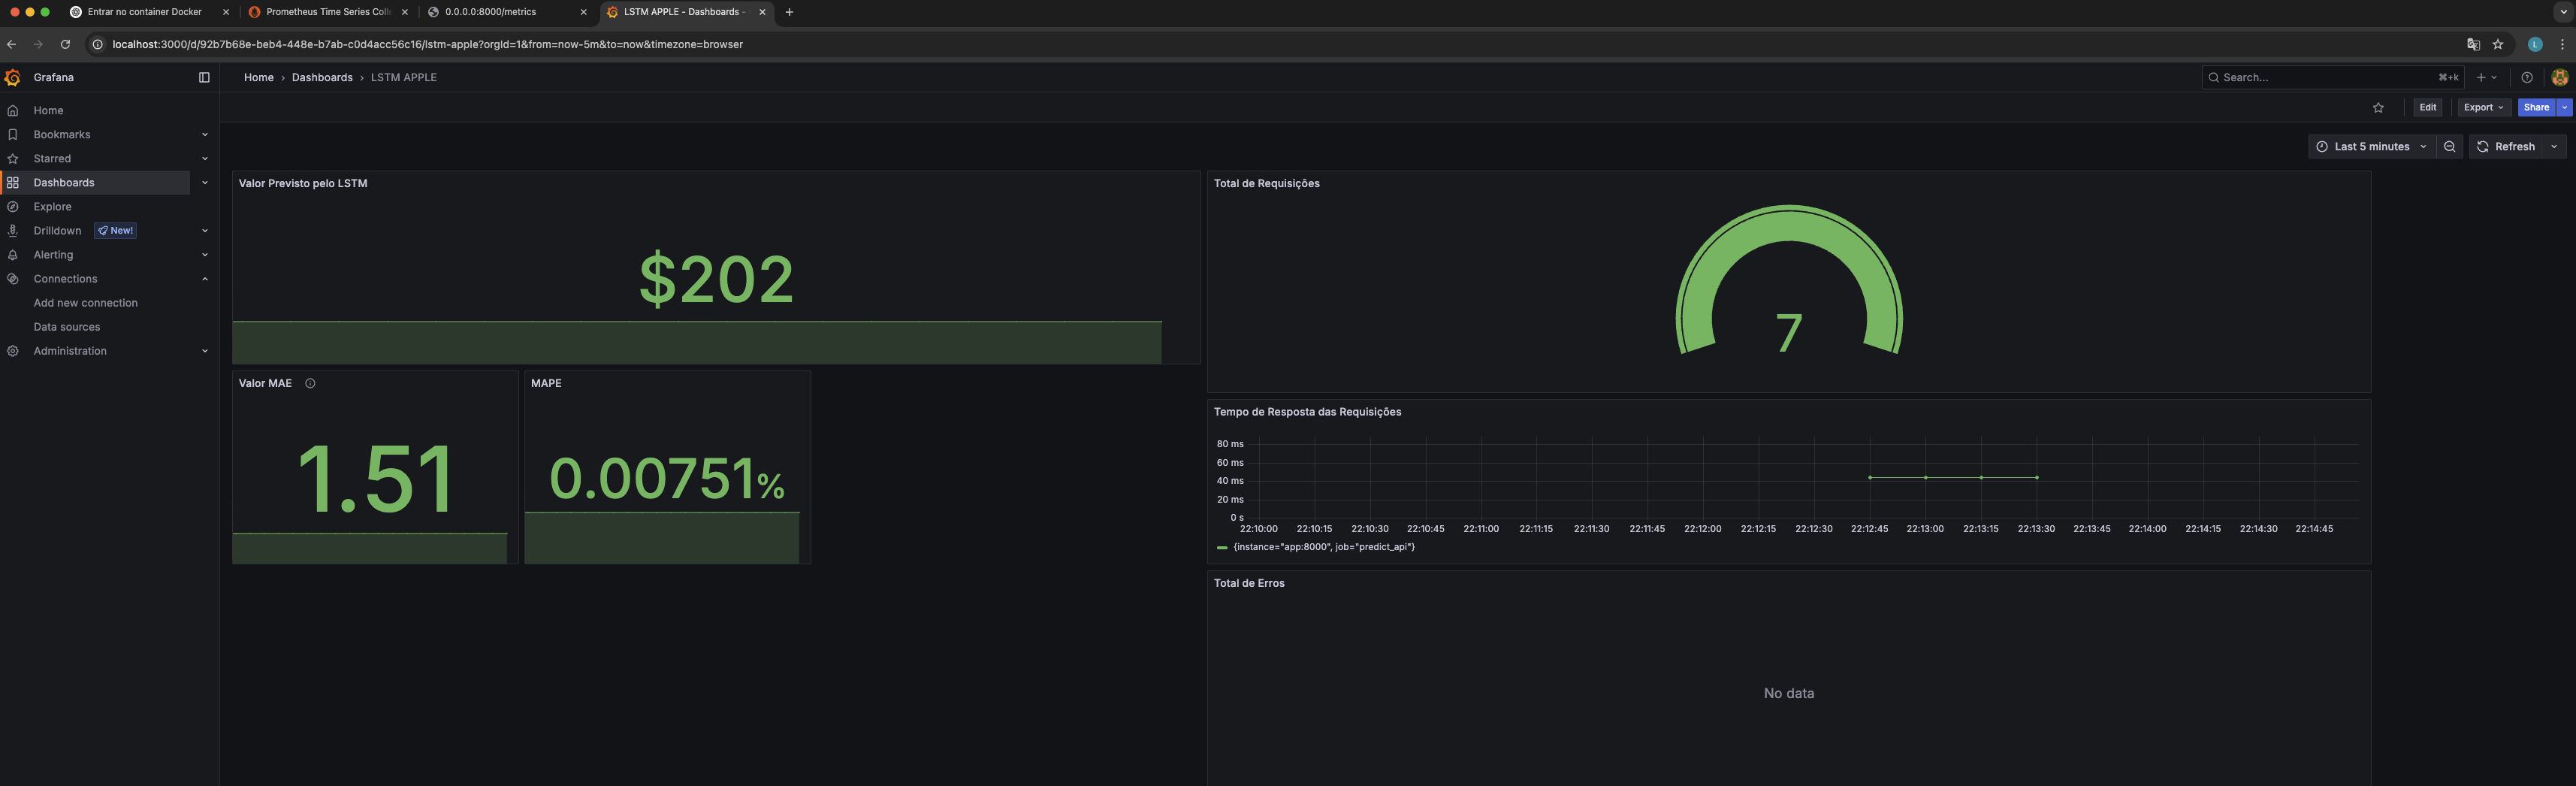 Entrar no container Docker
Prometheus Time Series Coll
0.0.0.0:8000/metrics
LSTM APPLE - Dashboards -
localhost:3000/d/92b7b68e-beb4-448e-b7ab-c0d4acc56c16/lstm-apple?orgId=1&from=now-5m&to=now&timezone=browser
L
Grafana
Home › Dashboards › LSTM APPLE
Search...
⌘+k
Home
Bookmarks
Starred
Dashboards
Explore
Drilldown New!
Alerting
Connections
Add new connection
Data sources
Administration
Edit
Export
Share
Last 5 minutes
Refresh
Valor Previsto pelo LSTM
$202
Valor MAE
1.51
MAPE
0.00751%
Total de Requisições
7
Tempo de Resposta das Requisições
80 ms
60 ms
40 ms
20 ms
0 s
22:10:00 22:10:15 22:10:30 22:10:45 22:11:00 22:11:15 22:11:30 22:11:45 22:12:00 22:12:15 22:12:30 22:12:45 22:13:00 22:13:15 22:13:30 22:13:45 22:14:00 22:14:15 22:14:30 22:14:45
{instance="app:8000", job="predict_api"}
Total de Erros
No data